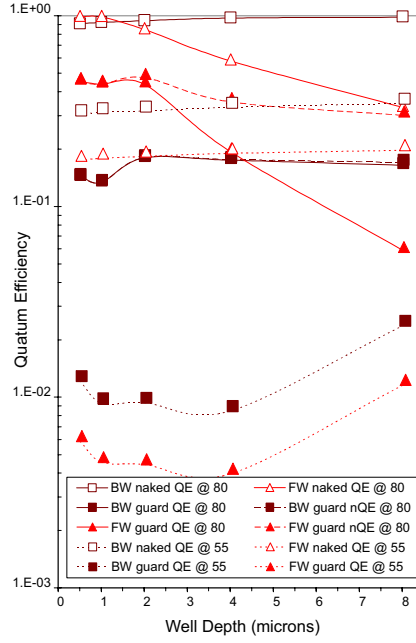 1.E+00
1.E-01
1.E-02
1.E-03
Quatum Efficiency
BW naked QE @ 80
FW naked QE @ 80
BW guard QE @ 80
BW guard nQE @ 80
FW guard QE @ 80
FW guard nQE @ 80
BW naked QE @ 55
FW naked QE @ 55
BW guard QE @ 55
FW guard QE @ 55
0 1 2 3 4 5 6 7 8
Well Depth (microns)